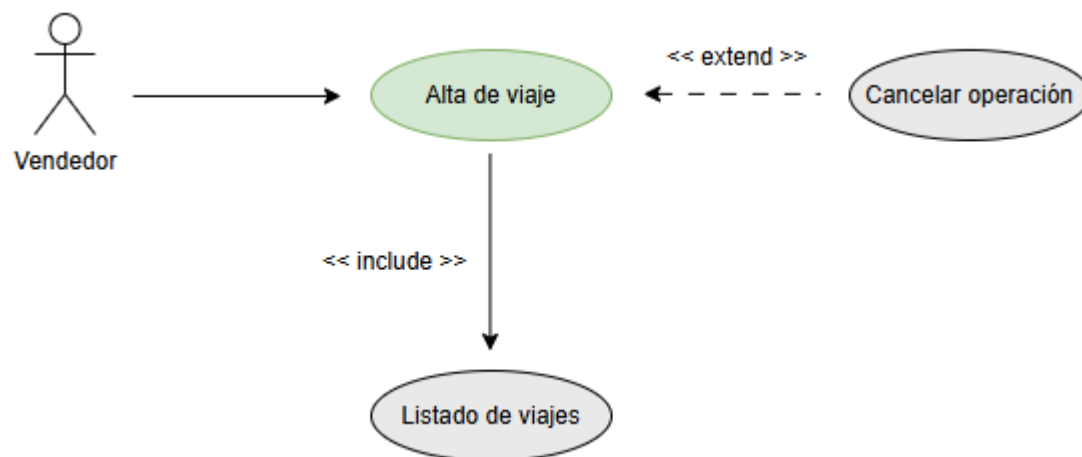 << extend >>
Alta de viaje
Cancelar operación
Vendedor
<< include >>
Listado de viajes